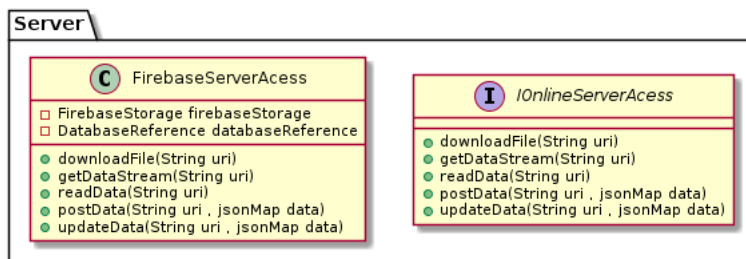 Server
C FirebaseServerAcess
FirebaseStorage firebaseStorage
DatabaseReference databaseReference
downloadFile(String uri)
getDataStream(String uri)
readData(String uri)
postData(String uri , jsonMap data)
updateData(String uri , jsonMap data)
I IOnlineServerAcess
downloadFile(String uri)
getDataStream(String uri)
readData(String uri)
postData(String uri , jsonMap data)
updateData(String uri , jsonMap data)